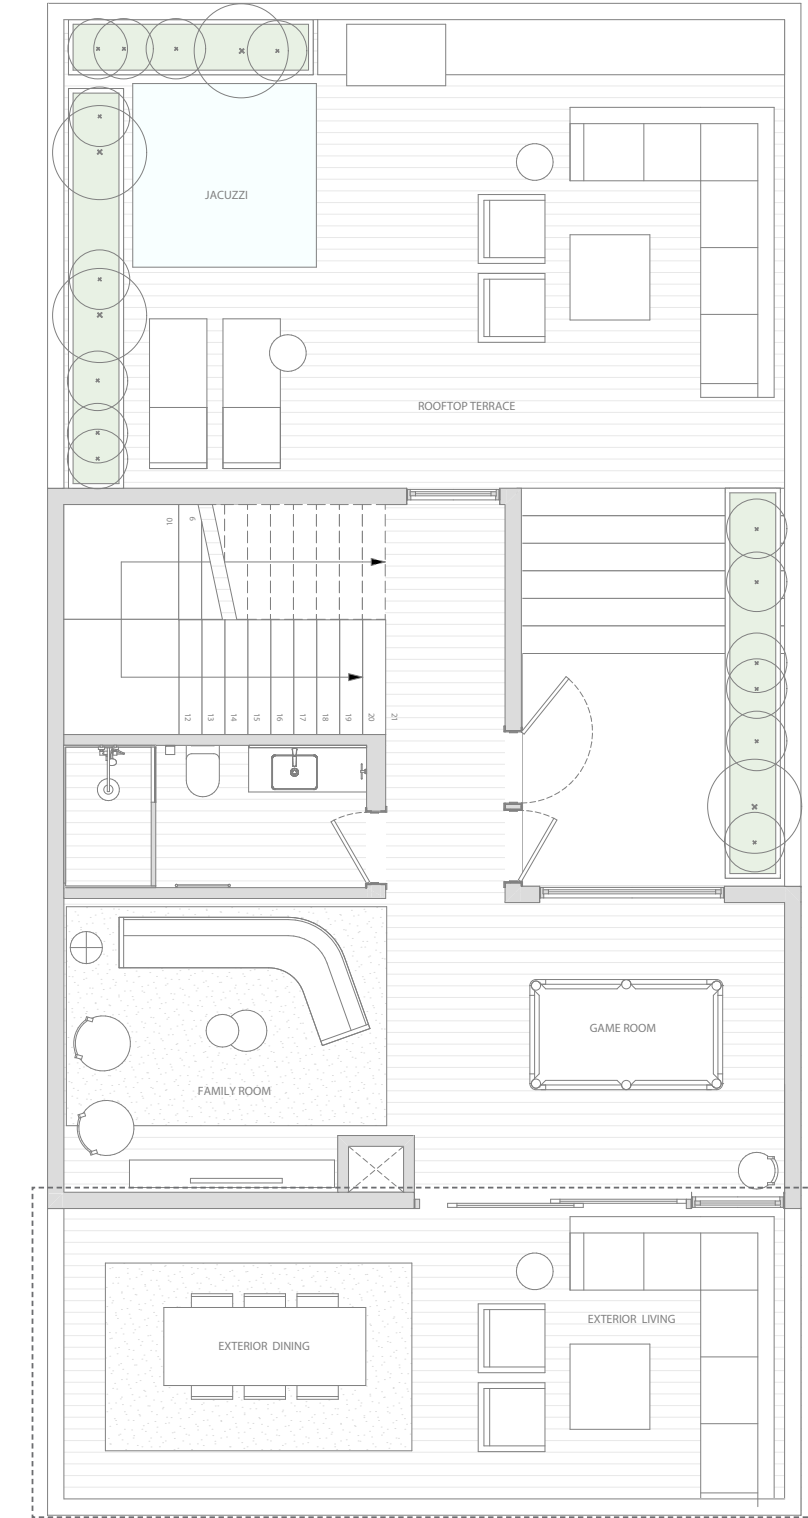 JACUZZI
ROOFTOP TERRACE
10
9
12
13
14
15
16
17
18
19
20
21
FAMILY ROOM
GAME ROOM
EXTERIOR LIVING
EXTERIOR DINING